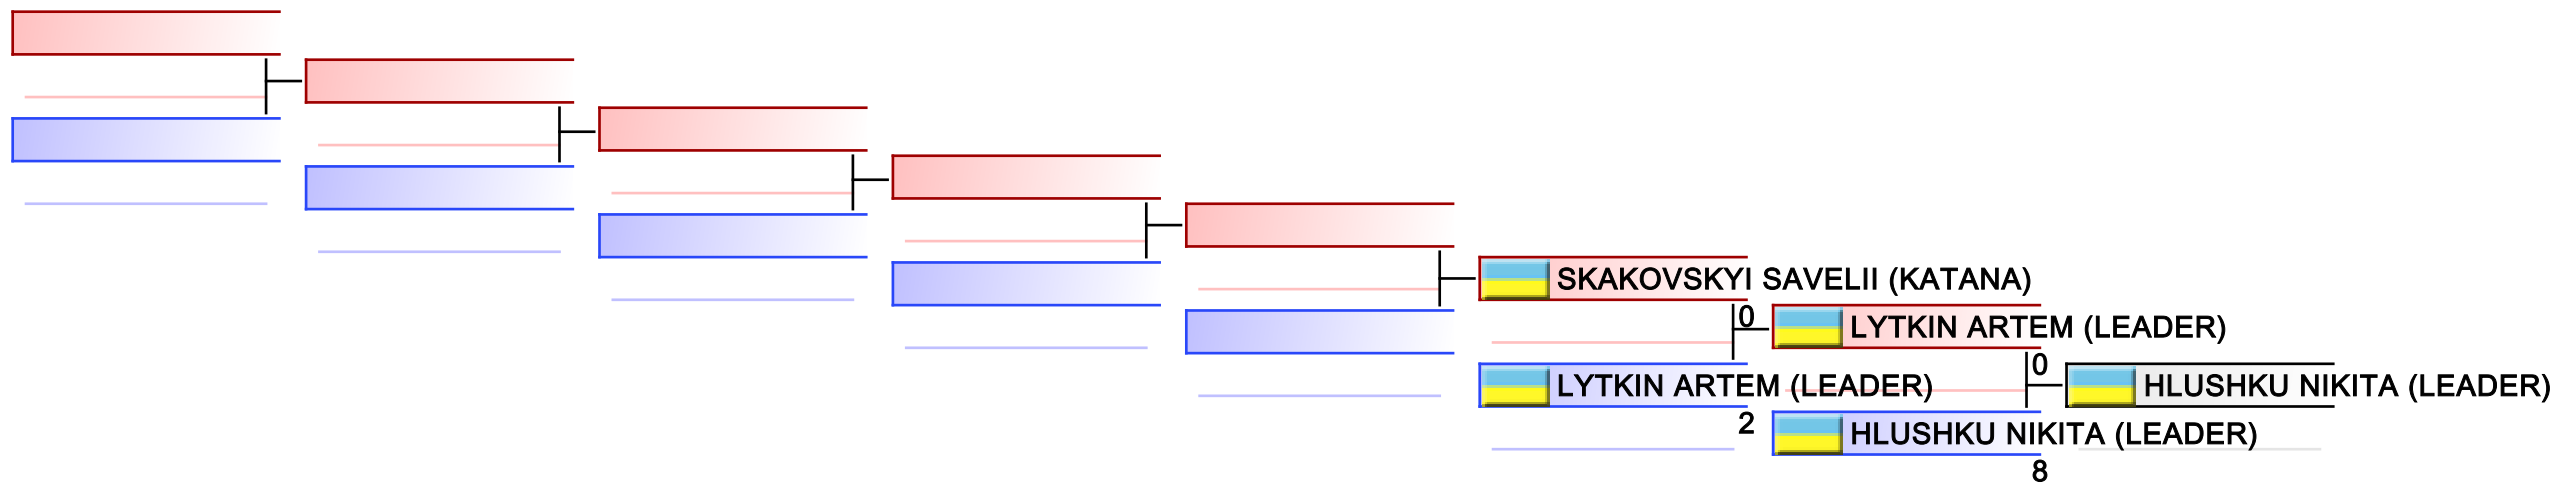 SKAKOVSKYI SAVELII (KATANA)
0
LYTKIN ARTEM (LEADER)
2
LYTKIN ARTEM (LEADER)
0
HLUSHKU NIKITA (LEADER)
8
HLUSHKU NIKITA (LEADER)